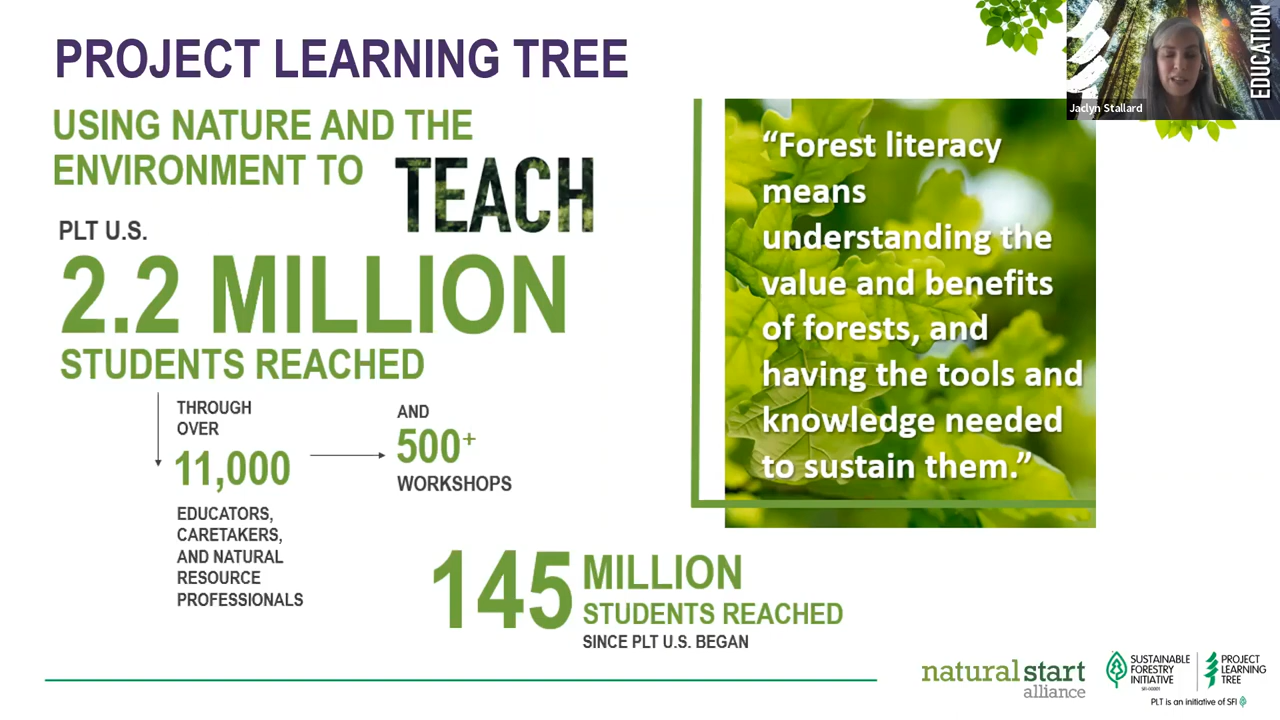 PROJECT LEARNING TREE
USING NATURE AND THE
ENVIRONMENT TO TEACH
PLT U.S.
2.2 MILLION
STUDENTS REACHED
THROUGH
OVER
11,000
EDUCATORS,
CARETAKERS,
AND NATURAL
RESOURCE
PROFESSIONALS
AND
500+
WORKSHOPS
145 MILLION
STUDENTS REACHED
SINCE PLT U.S. BEGAN
“Forest literacy
means
understanding the
value and benefits
of forests, and
having the tools and
knowledge needed
to sustain them.”
EDUCATION
Jaclyn Stallard
naturalstart
alliance
SUSTAINABLE
FORESTRY
INITIATIVE
SFI-00001
PROJECT
LEARNING
TREE
PLT is an initiative of SFI